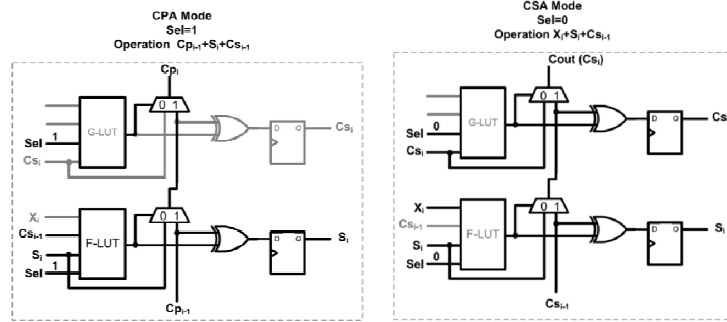 CPA Mode
Sel=1
Operation Cpi-1+Si+Csi-1
Cpi
0 1
G-LUT
Sel 1
Csi
D Q
Csi
Xi
Csi-1
Si
Sel 1
F-LUT
0 1
D Q
Si
Cpi-1
CSA Mode
Sel=0
Operation Xi+Si+Csi-1
Cout (Csi)
0 1
G-LUT
Sel 0
Csi
D Q
Cs
Xi
Csi-1
Si
Sel 0
F-LUT
0 1
D Q
Si
Csi-1